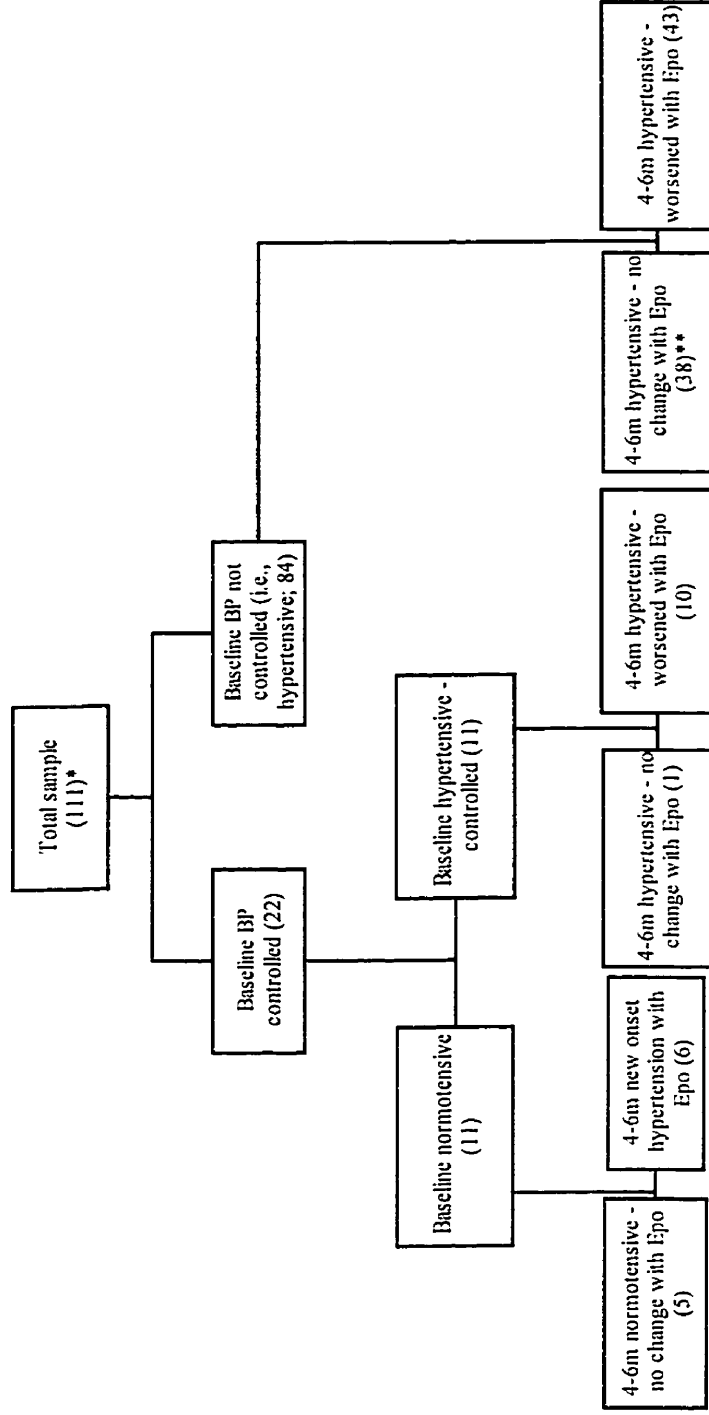 Total sample
(111)*
Baseline BP
controlled (22)
Baseline BP not
controlled (i.e.,
hypertensive; 84)
Baseline normotensive
(11)
Baseline hypertensive -
controlled (11)
4-6m normotensive -
no change with Epo
(5)
4-6m new onset
hypertension with
Epo (6)
4-6m hypertensive - no
change with Epo (1)
4-6m hypertensive -
worsened with Epo
(10)
4-6m hypertensive - no
change with Epo
(38)**
4-6m hypertensive -
worsened with Epo (43)